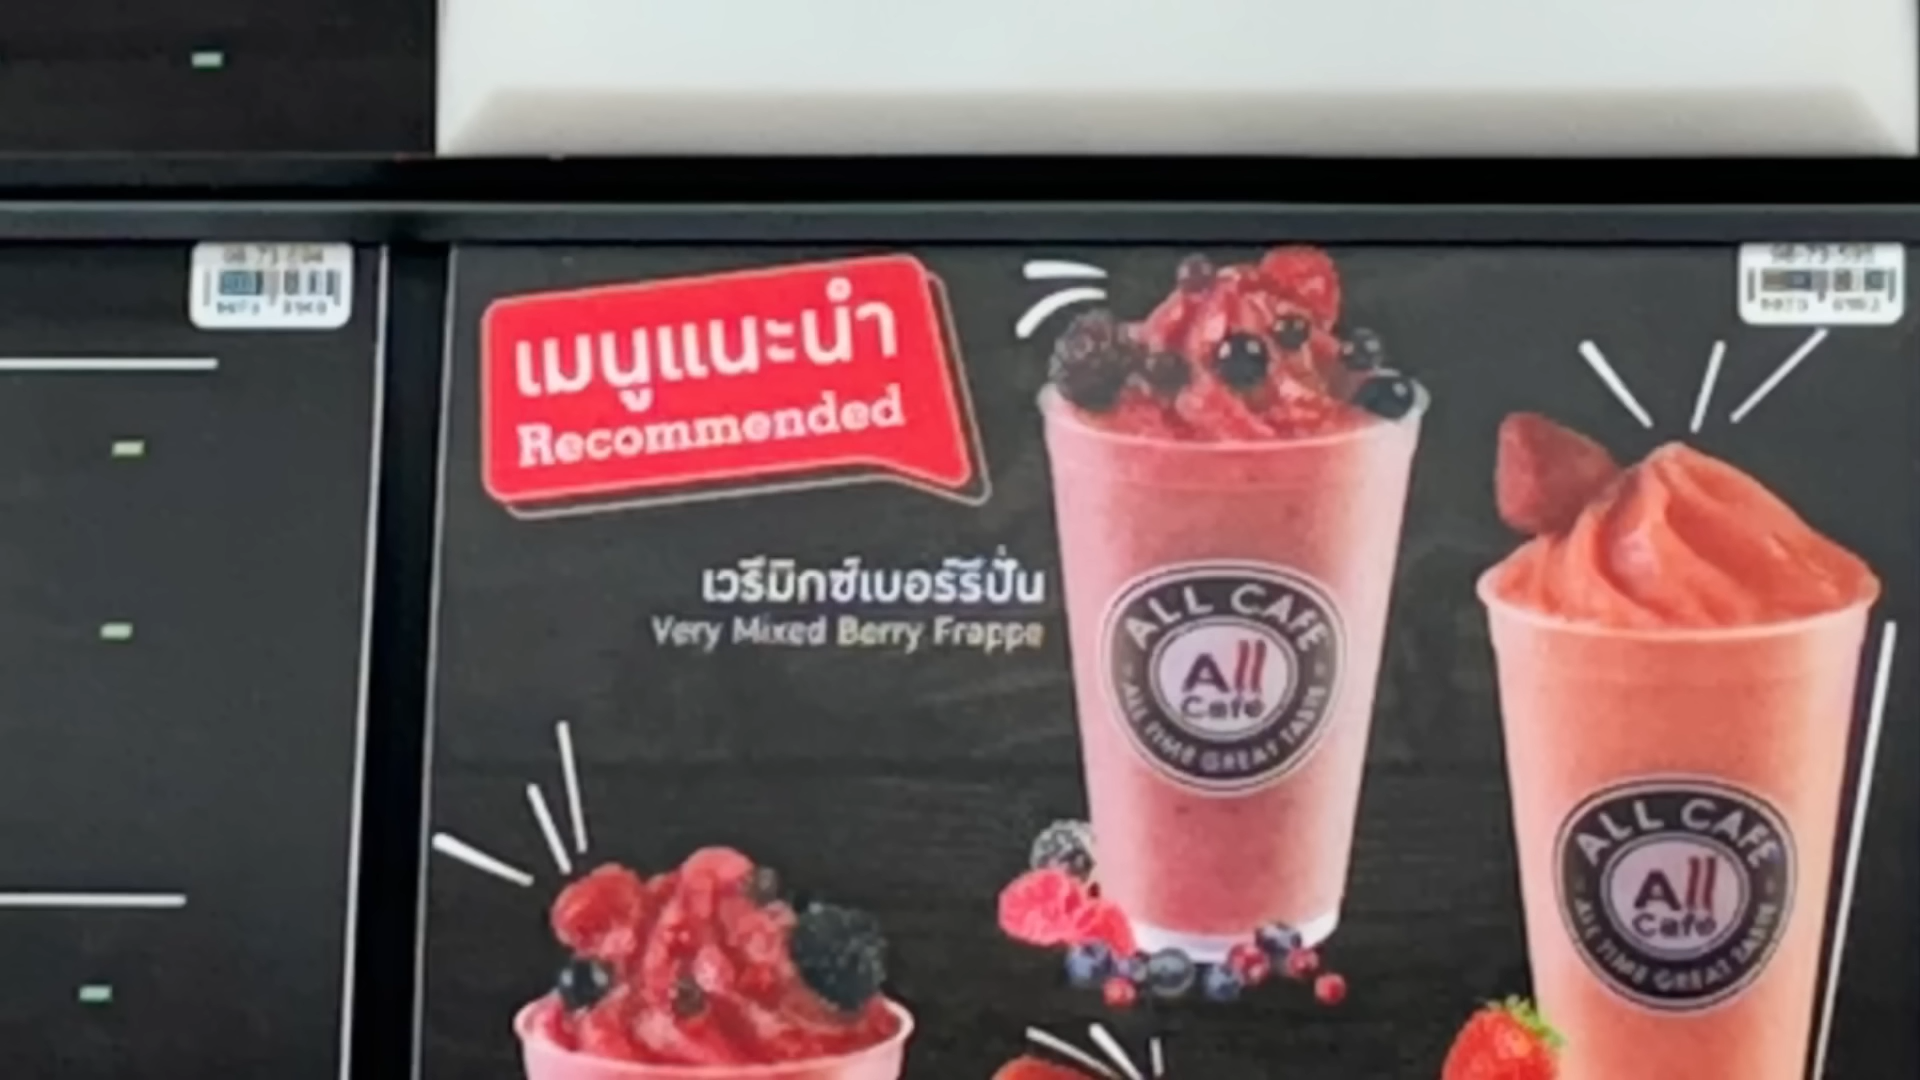 เมนูแนะนำ
Recommended
เวรีมิกซ์เบอร์รีปั่น
Very Mixed Berry Frappe
ALL CAFE
All
Café
ALL TIME GREAT TASTE
ALL CAFE
All
Café
ALL TIME GREAT TASTE